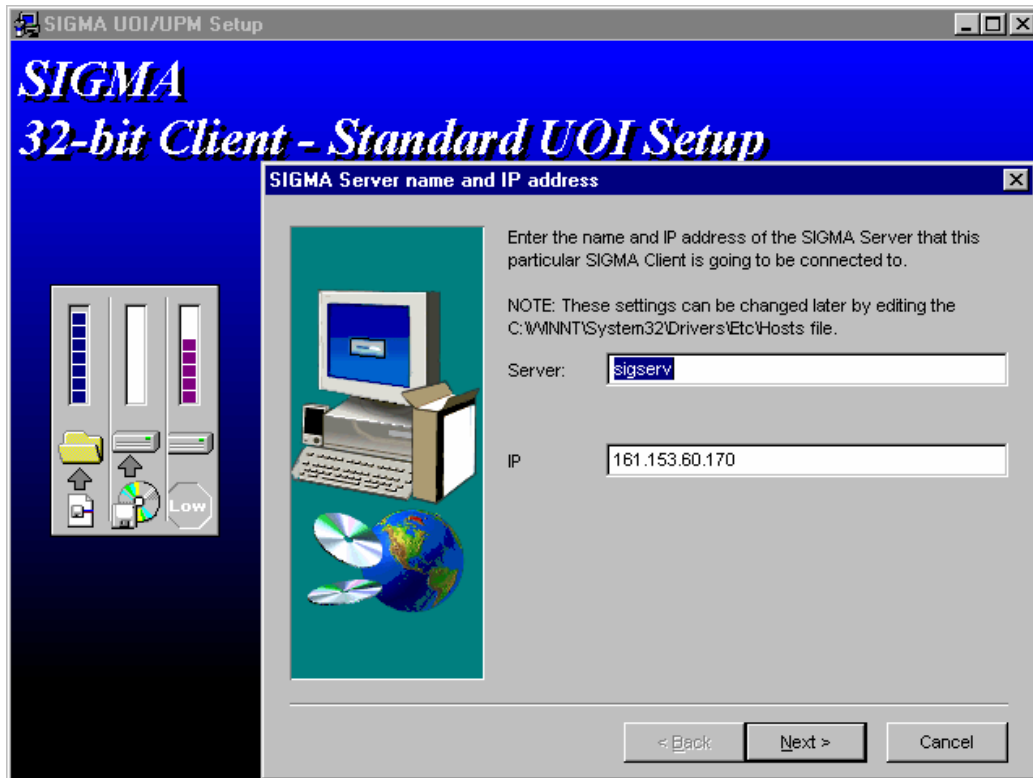 SIGMA UOI/UPM Setup
SIGMA
32-bit Client - Standard UOI Setup
SIGMA Server name and IP address
Enter the name and IP address of the SIGMA Server that this
particular SIGMA Client is going to be connected to.
NOTE: These settings can be changed later by editing the
C:\WINNT\System32\Drivers\Etc\Hosts file.
Server:
sigserv
IP
161.153.60.170
Low
< Back
Next >
Cancel